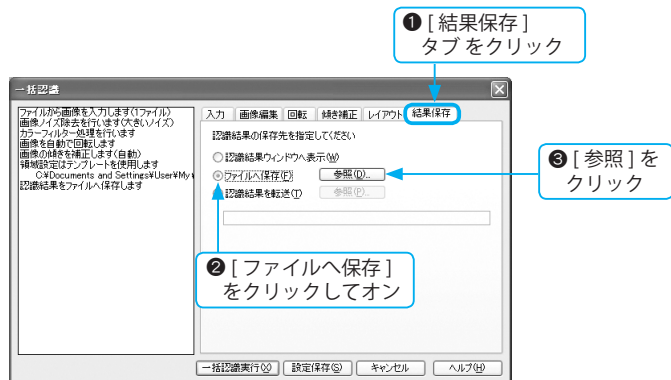 ❶ [ 結果保存 ]
タブ をクリック
一括認識
ファイルから画像を入力します(1ファイル)
画像ノイズ除去を行います(大きいノイズ)
カラーフィルター処理を行います
画像を自動で回転します
画像の傾きを補正します(自動)
領域設定はテンプレートを使用します
C:¥Documents and Settings¥User¥My
認識結果をファイルへ保存します
入力 画像編集 回転 傾き補正 レイアウト 結果保存
認識結果の保存先を指定してください
認識結果ウィンドウへ表示(W)
ファイルへ保存(F) 参照(D)...
認識結果を転送(T) 参照(P)...
❸ [ 参照 ] を
クリック
❷ [ ファイルへ保存 ]
をクリックしてオン
一括認識実行(X) 設定保存(S) キャンセル ヘルプ(H)